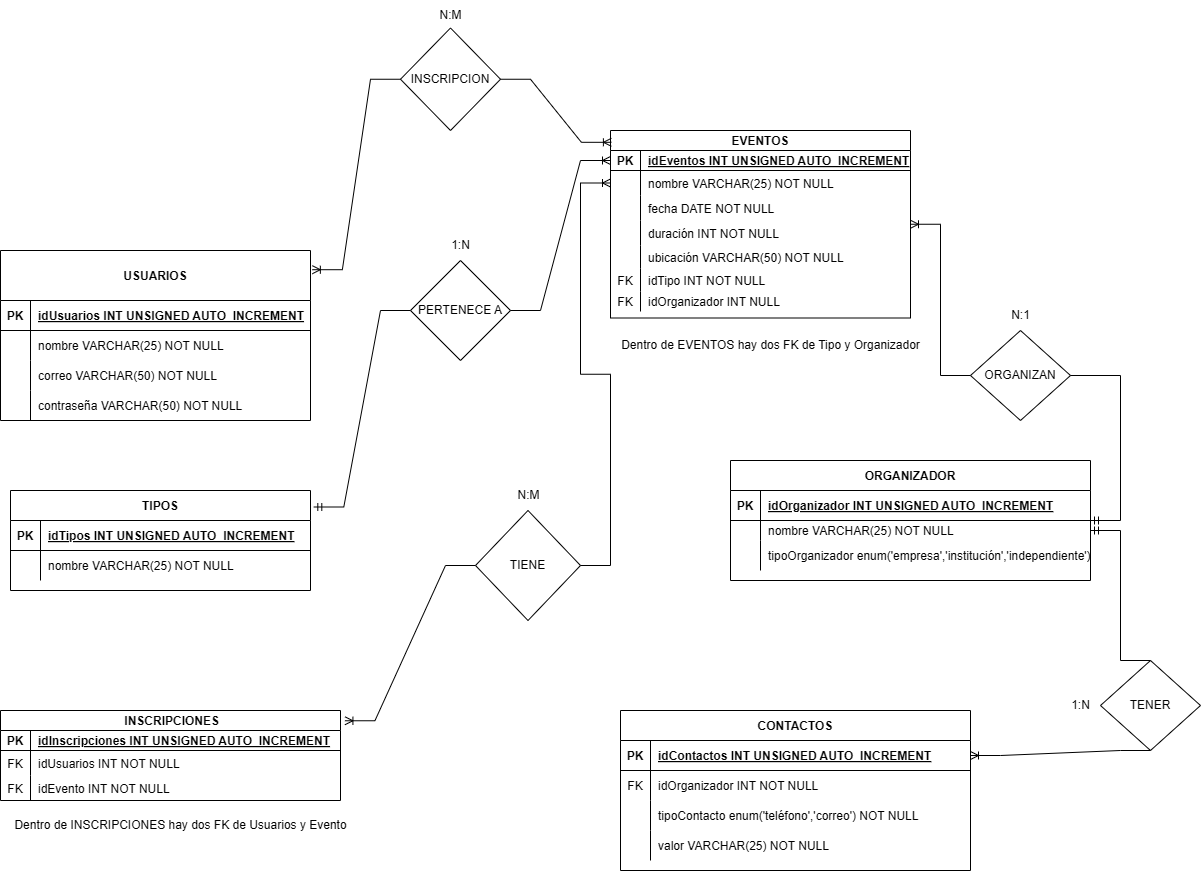 N:M
INSCRIPCION
EVENTOS
PK idEventos INT UNSIGNED AUTO_INCREMENT
nombre VARCHAR(25) NOT NULL
fecha DATE NOT NULL
duración INT NOT NULL
ubicación VARCHAR(50) NOT NULL
FK idTipo INT NOT NULL
FK idOrganizador INT NULL
Dentro de EVENTOS hay dos FK de Tipo y Organizador
1:N
PERTENECE A
USUARIOS
PK idUsuarios INT UNSIGNED AUTO_INCREMENT
nombre VARCHAR(25) NOT NULL
correo VARCHAR(50) NOT NULL
contraseña VARCHAR(50) NOT NULL
N:1
ORGANIZAN
TIPOS
PK idTipos INT UNSIGNED AUTO_INCREMENT
nombre VARCHAR(25) NOT NULL
N:M
TIENE
ORGANIZADOR
PK idOrganizador INT UNSIGNED AUTO_INCREMENT
nombre VARCHAR(25) NOT NULL
tipoOrganizador enum('empresa','institución','independiente')
1:N
TENER
INSCRIPCIONES
PK idInscripciones INT UNSIGNED AUTO_INCREMENT
FK idUsuarios INT NOT NULL
FK idEvento INT NOT NULL
Dentro de INSCRIPCIONES hay dos FK de Usuarios y Evento
CONTACTOS
PK idContactos INT UNSIGNED AUTO_INCREMENT
FK idOrganizador INT NOT NULL
tipoContacto enum('teléfono','correo') NOT NULL
valor VARCHAR(25) NOT NULL